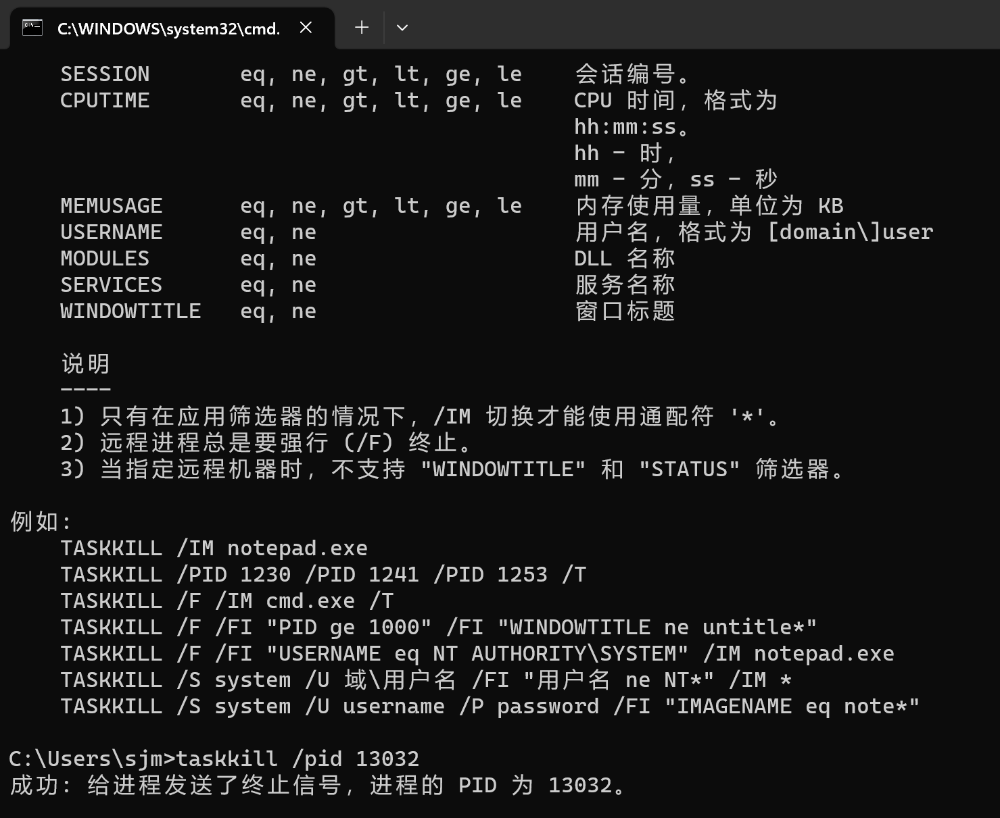 C:\WINDOWS\system32\cmd.
SESSION eq, ne, gt, lt, ge, le 会话编号。
CPUTIME eq, ne, gt, lt, ge, le CPU 时间，格式为
hh:mm:ss。
hh - 时，
mm - 分，ss - 秒
MEMUSAGE eq, ne, gt, lt, ge, le 内存使用量，单位为 KB
USERNAME eq, ne 用户名，格式为 [domain\]user
MODULES eq, ne DLL 名称
SERVICES eq, ne 服务名称
WINDOWTITLE eq, ne 窗口标题
说明
----
1) 只有在应用筛选器的情况下，/IM 切换才能使用通配符 '*'。
2) 远程进程总是要强行 (/F) 终止。
3) 当指定远程机器时，不支持 "WINDOWTITLE" 和 "STATUS" 筛选器。
例如:
TASKKILL /IM notepad.exe
TASKKILL /PID 1230 /PID 1241 /PID 1253 /T
TASKKILL /F /IM cmd.exe /T
TASKKILL /F /FI "PID ge 1000" /FI "WINDOWTITLE ne untitle*"
TASKKILL /F /FI "USERNAME eq NT AUTHORITY\SYSTEM" /IM notepad.exe
TASKKILL /S system /U 域\用户名 /FI "用户名 ne NT*" /IM *
TASKKILL /S system /U username /P password /FI "IMAGENAME eq note*"
C:\Users\sjm>taskkill /pid 13032
成功: 给进程发送了终止信号，进程的 PID 为 13032。